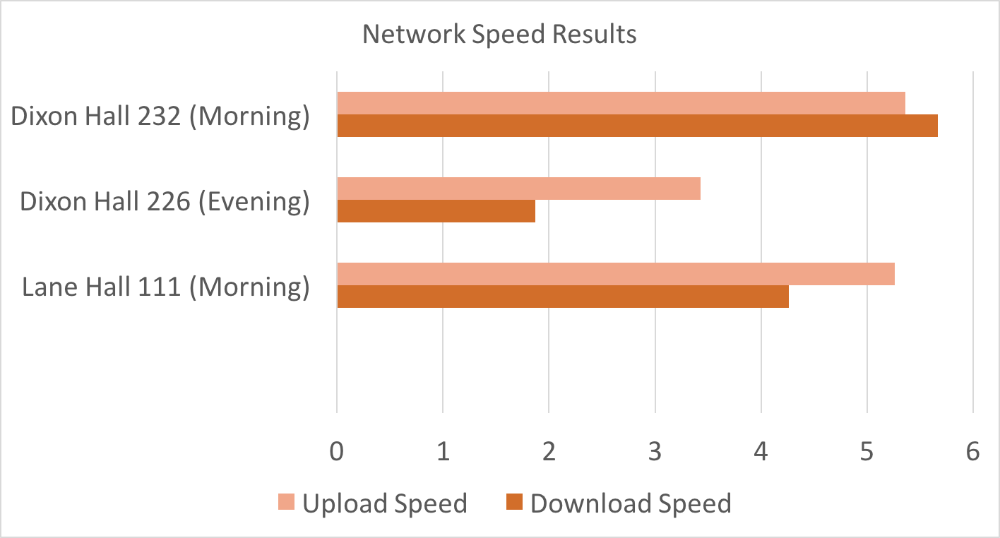 Network Speed Results
Dixon Hall 232 (Morning)
Dixon Hall 226 (Evening)
Lane Hall 111 (Morning)
0 1 2 3 4 5 6
Upload Speed Download Speed